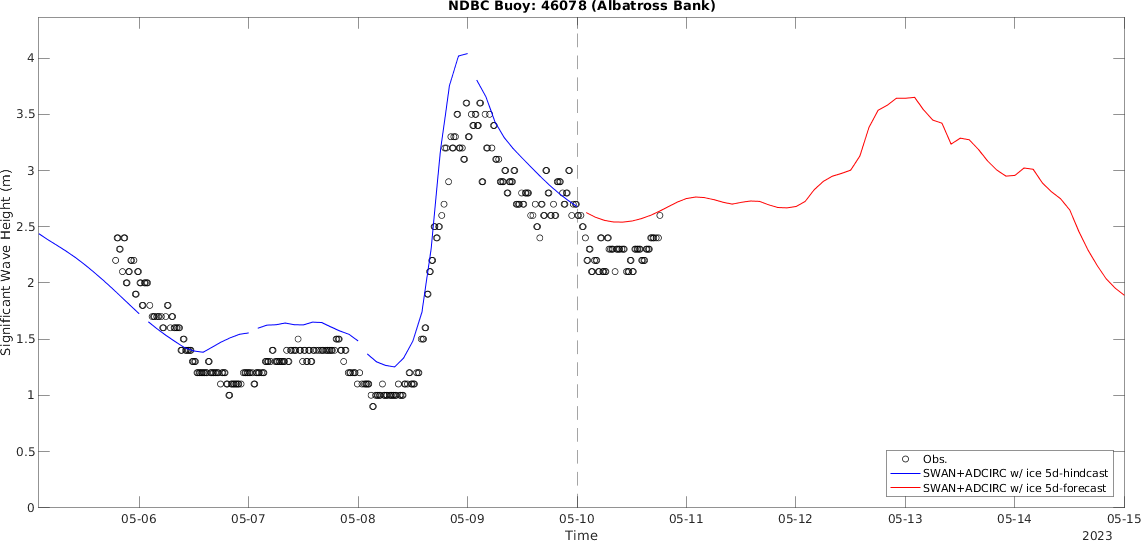 NDBC Buoy: 46078 (Albatross Bank)
Significant Wave Height (m)
4
3.5
3
2.5
2
1.5
1
0.5
0
Obs.
SWAN+ADCIRC w/ ice 5d-hindcast
SWAN+ADCIRC w/ ice 5d-forecast
05-06 05-07 05-08 05-09 05-10 05-11 05-12 05-13 05-14 05-15
Time
2023